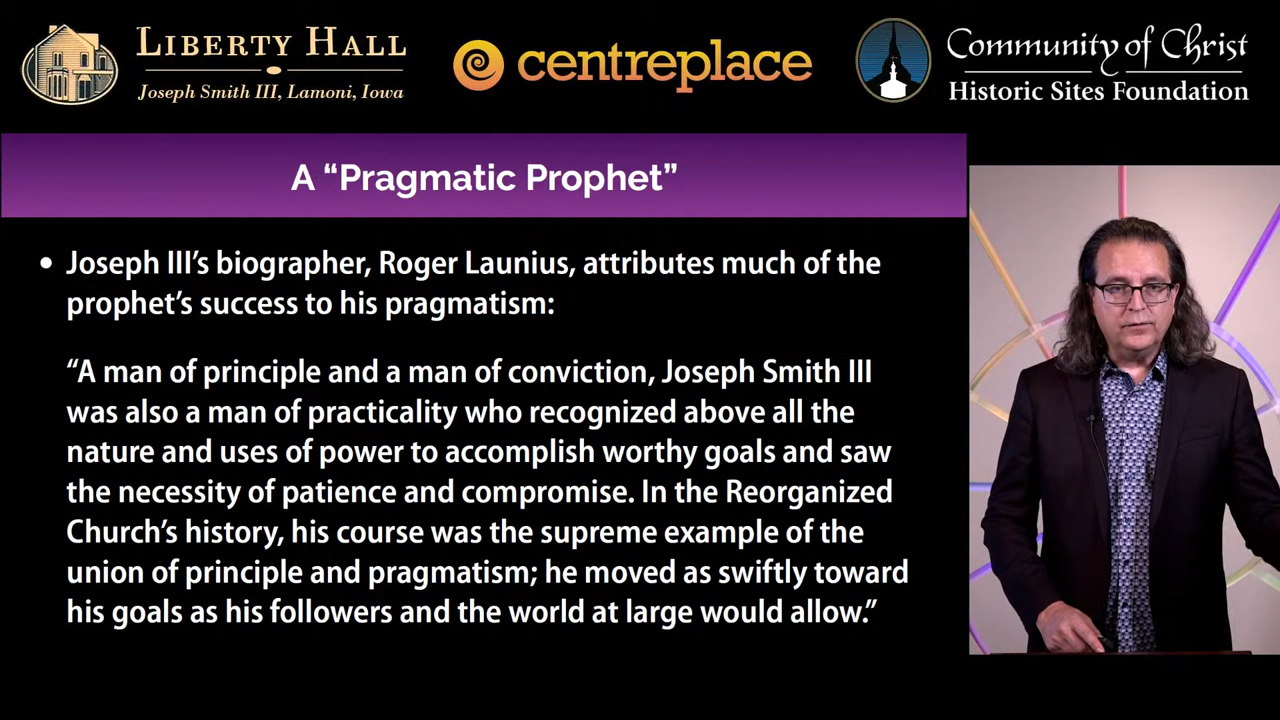 LIBERTY HALL
Joseph Smith III, Lamoni, Iowa
centreplace
Community of Christ
Historic Sites Foundation
A “Pragmatic Prophet”
• Joseph III’s biographer, Roger Launius, attributes much of the
prophet’s success to his pragmatism:
“A man of principle and a man of conviction, Joseph Smith III
was also a man of practicality who recognized above all the
nature and uses of power to accomplish worthy goals and saw
the necessity of patience and compromise. In the Reorganized
Church’s history, his course was the supreme example of the
union of principle and pragmatism; he moved as swiftly toward
his goals as his followers and the world at large would allow.”